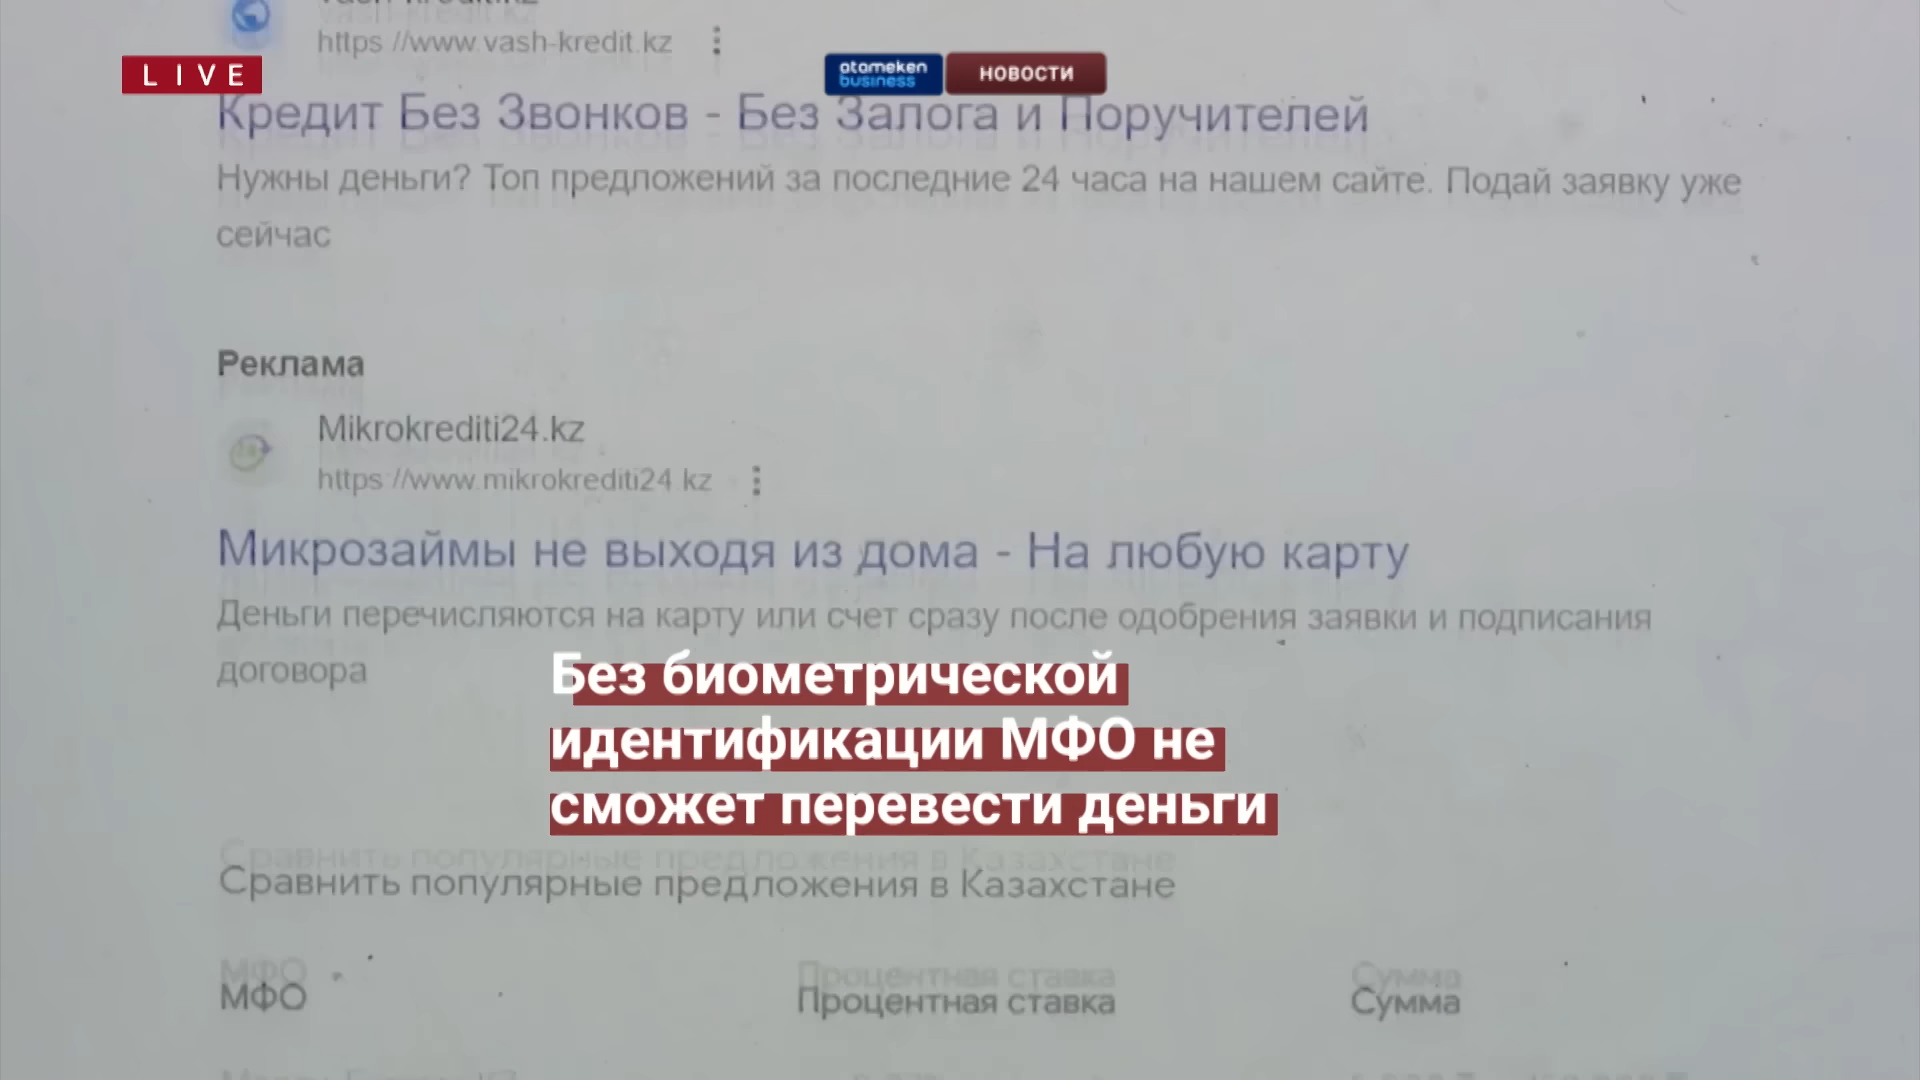 https://www.vash-kredit.kz
LIVE
atameken
business
НОВОСТИ
Кредит Без Звонков - Без Залога и Поручителей
Нужны деньги? Топ предложений за последние 24 часа на нашем сайте. Подай заявку уже
сейчас
Реклама
Mikrokrediti24.kz
https://www.mikrokrediti24.kz
Микрозаймы не выходя из дома - На любую карту
Деньги перечисляются на карту или счет сразу после одобрения заявки и подписания
договора
Без биометрической
идентификации МФО не
сможет перевести деньги
Сравнить популярные предложения в Казахстане
МФО Процентная ставка Сумма